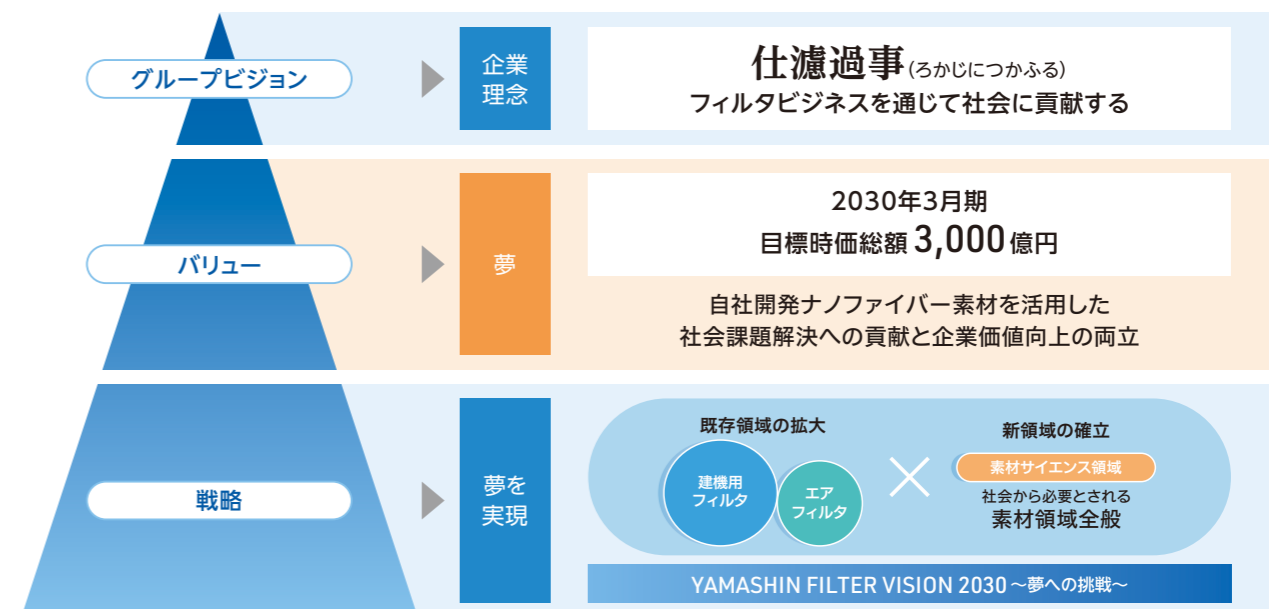 グループビジョン
企業
理念
仕濾過事(ろかじにつかふる)
フィルタビジネスを通じて社会に貢献する
バリュー
夢
2030年3月期
目標時価総額 3,000億円
自社開発ナノファイバー素材を活用した
社会課題解決への貢献と企業価値向上の両立
戦略
夢を
実現
既存領域の拡大
建機用
フィルタ
エア
フィルタ
×
新領域の確立
素材サイエンス領域
社会から必要とされる
素材領域全般
YAMASHIN FILTER VISION 2030 ～夢への挑戦～